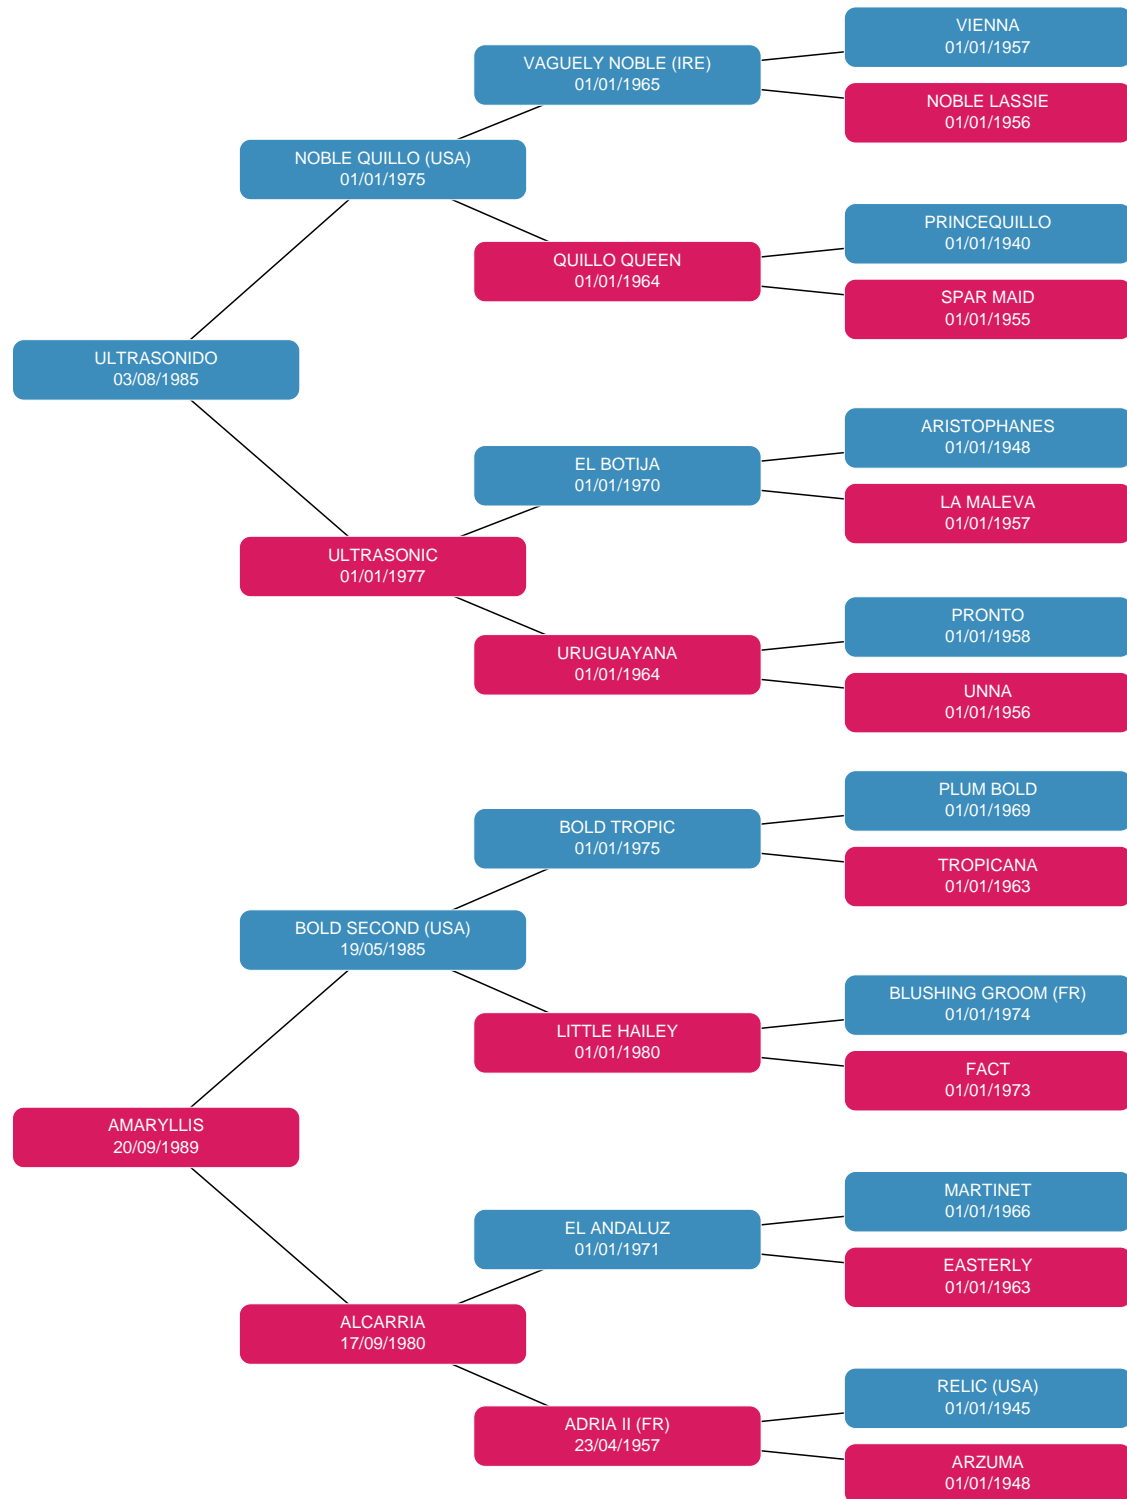 VIENNA
01/01/1957
VAGUELY NOBLE (IRE)
01/01/1965
NOBLE LASSIE
01/01/1956
NOBLE QUILLO (USA)
01/01/1975
PRINCEQUILLO
01/01/1940
QUILLO QUEEN
01/01/1964
SPAR MAID
01/01/1955
ULTRASONIDO
03/08/1985
ARISTOPHANES
01/01/1948
EL BOTIJA
01/01/1970
LA MALEVA
01/01/1957
ULTRASONIC
01/01/1977
PRONTO
01/01/1958
URUGUAYANA
01/01/1964
UNNA
01/01/1956
PLUM BOLD
01/01/1969
BOLD TROPIC
01/01/1975
TROPICANA
01/01/1963
BOLD SECOND (USA)
19/05/1985
BLUSHING GROOM (FR)
01/01/1974
LITTLE HAILEY
01/01/1980
FACT
01/01/1973
AMARYLLIS
20/09/1989
MARTINET
01/01/1966
EL ANDALUZ
01/01/1971
EASTERLY
01/01/1963
ALCARRIA
17/09/1980
RELIC (USA)
01/01/1945
ADRIA II (FR)
23/04/1957
ARZUMA
01/01/1948